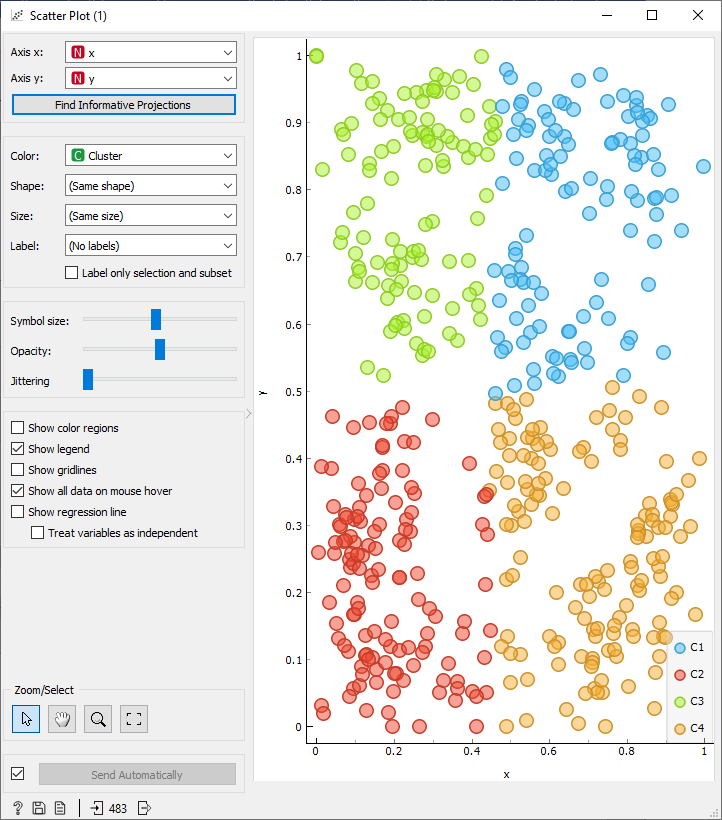 Scatter Plot (1)
Axis x: N x
Axis y: N y
Find Informative Projections
Color: C Cluster
Shape: (Same shape)
Size: (Same size)
Label: (No labels)
Label only selection and subset
Symbol size:
Opacity:
Jittering
Show color regions
Show legend
Show gridlines
Show all data on mouse hover
Show regression line
Treat variables as independent
Zoom/Select
Send Automatically
? 483
1
0.9
0.8
0.7
0.6
0.5
0.4
0.3
0.2
0.1
0
y
0 0.2 0.4 0.6 0.8 1
x
C1
C2
C3
C4